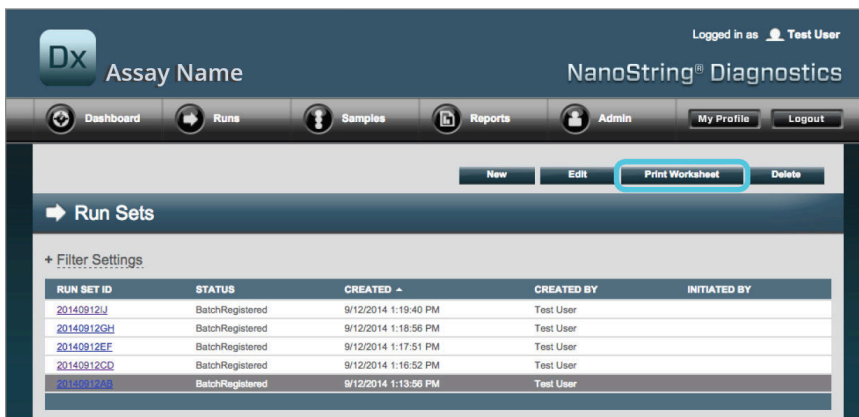 Logged in as Test User
Dx Assay Name NanoString® Diagnostics
Dashboard Runs Samples Reports Admin My Profile Logout
New Edit Print Worksheet Delete
Run Sets
+ Filter Settings
RUN SET ID STATUS CREATED CREATED BY INITIATED BY
20140912IJ BatchRegistered 9/12/2014 1:19:40 PM Test User
20140912GH BatchRegistered 9/12/2014 1:18:56 PM Test User
20140912EF BatchRegistered 9/12/2014 1:17:51 PM Test User
20140912CD BatchRegistered 9/12/2014 1:16:52 PM Test User
20140912AB BatchRegistered 9/12/2014 1:13:56 PM Test User